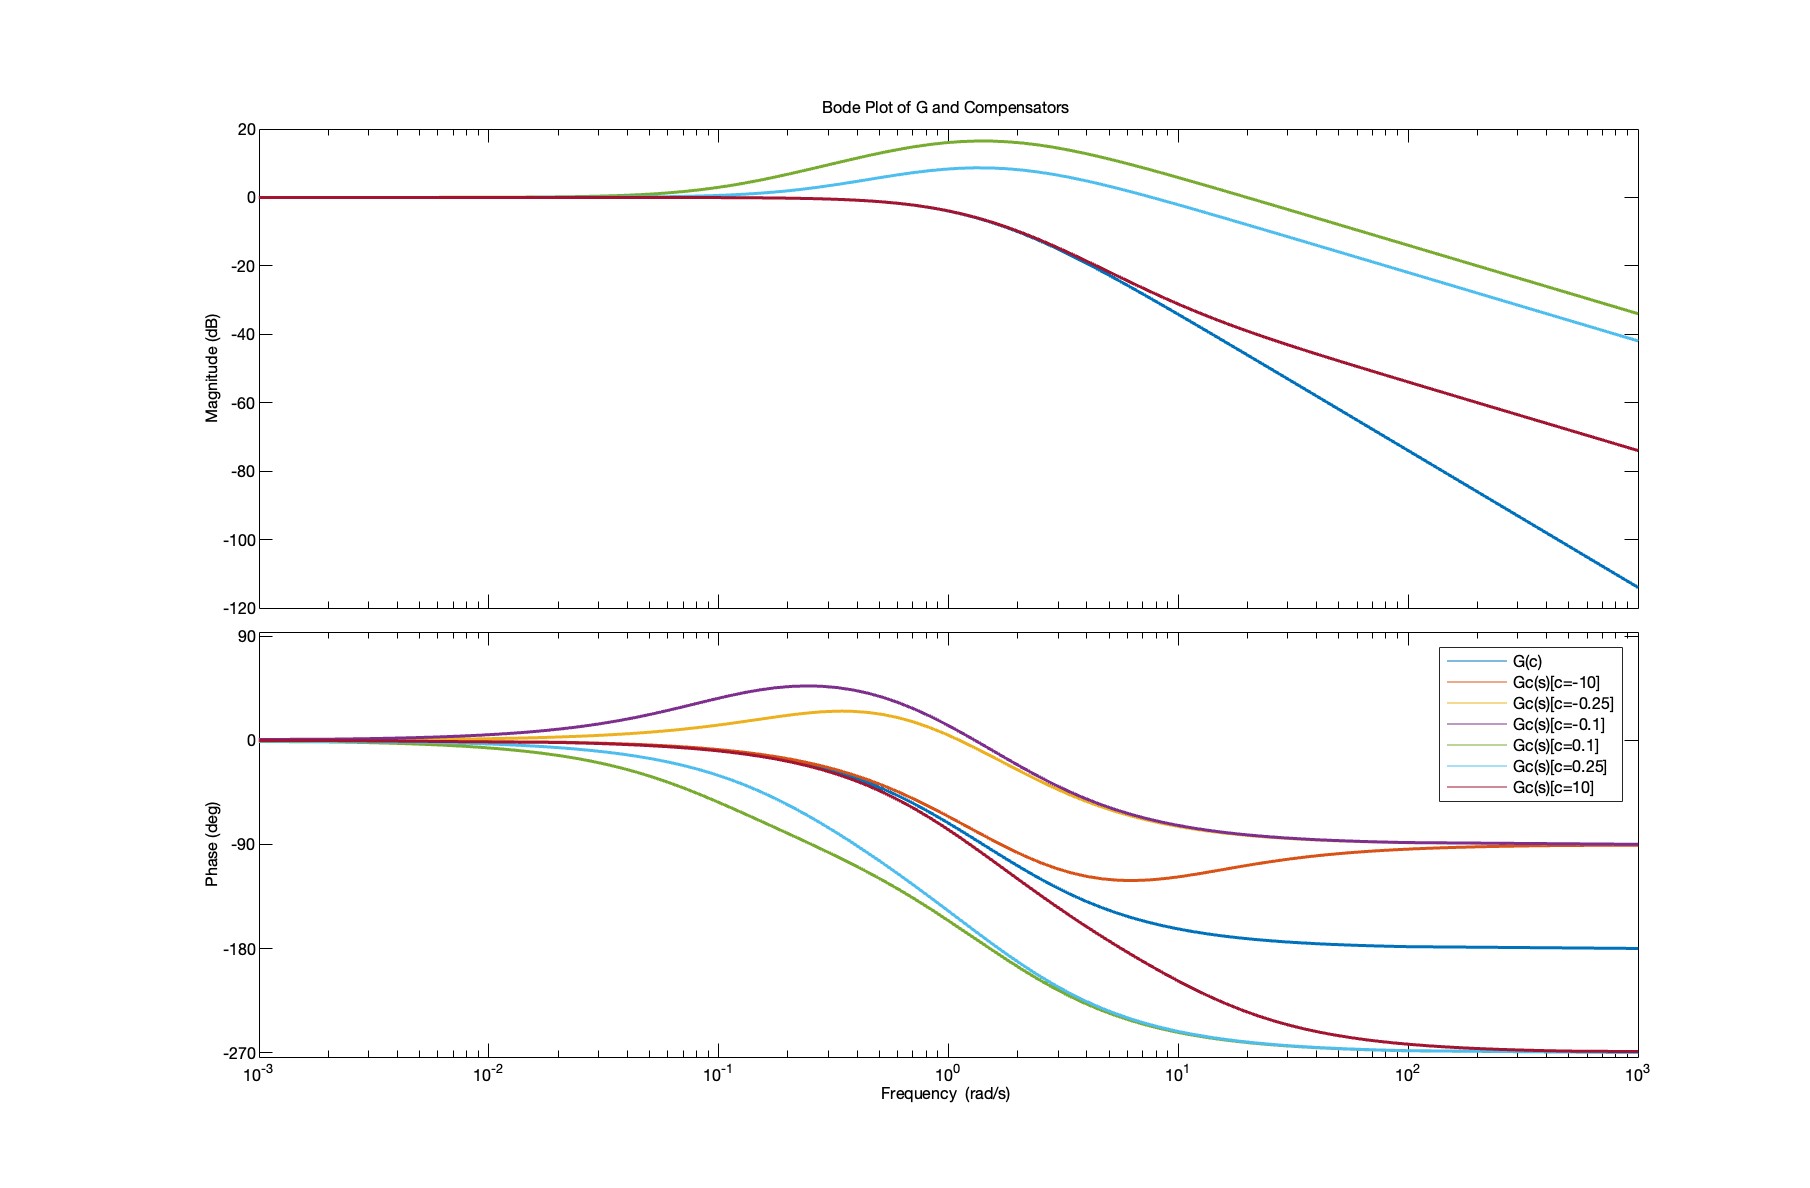 Bode Plot of G and Compensators
20
0
-20
-40
-60
-80
-100
-120
Magnitude (dB)
90
0
-90
-180
-270
Phase (deg)
G(c)
Gc(s)[c=-10]
Gc(s)[c=-0.25]
Gc(s)[c=-0.1]
Gc(s)[c=0.1]
Gc(s)[c=0.25]
Gc(s)[c=10]
10⁻³ 10⁻² 10⁻¹ 10⁰ 10¹ 10² 10³
Frequency (rad/s)